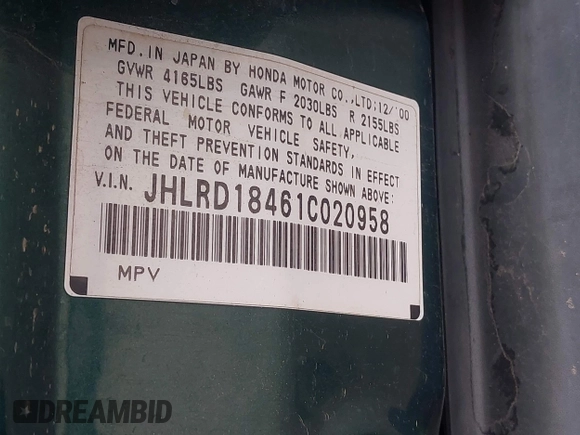 MFD. IN JAPAN BY HONDA MOTOR CO.,LTD:12/'00
GVWR 4165LBS GAWR F 2030LBS R 2155LBS
THIS VEHICLE CONFORMS TO ALL APPLICABLE
FEDERAL MOTOR VEHICLE SAFETY,
AND THEFT PREVENTION STANDARDS IN EFFECT
ON THE DATE OF MANUFACTURE SHOWN ABOVE:
V.I.N. JHLRD18461C020958
MPV
DREAMBID